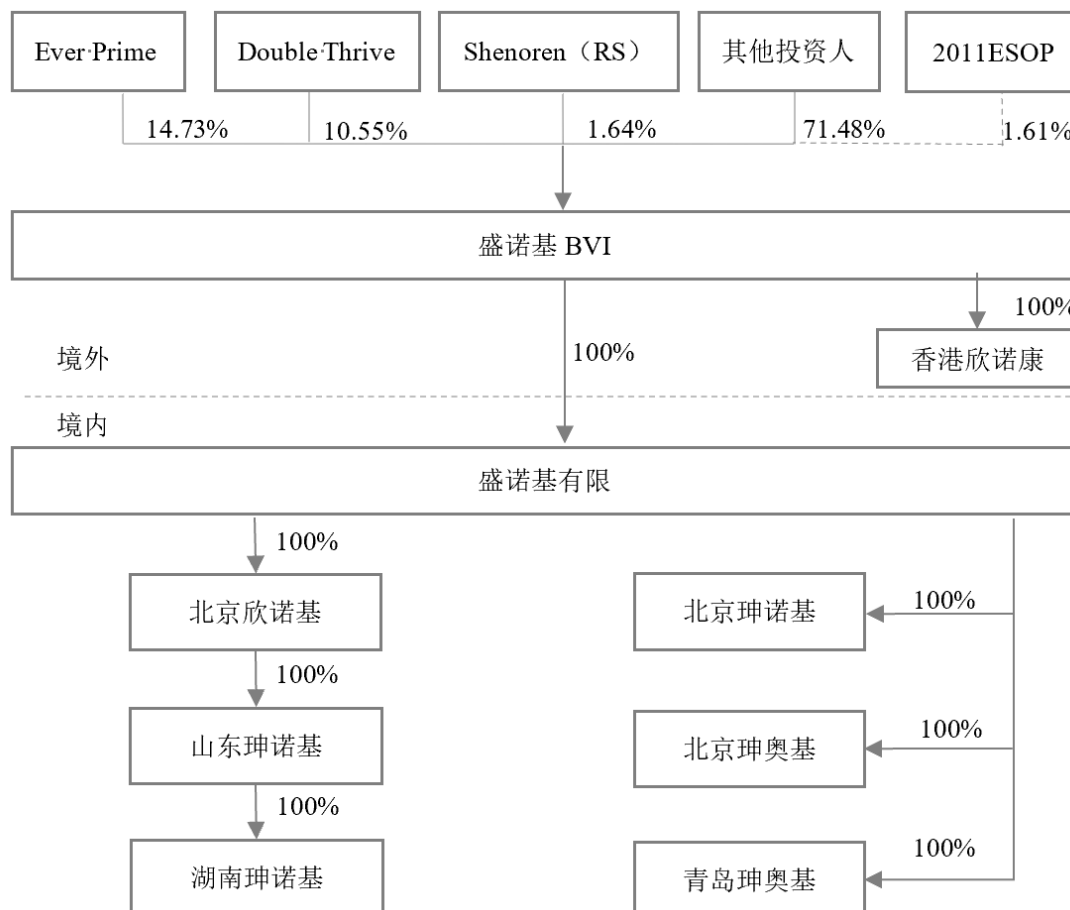 Ever Prime
Double Thrive
Shenoren（RS）
其他投资人
2011ESOP
14.73%
10.55%
1.64%
71.48%
1.61%
盛诺基 BVI
100%
100%
境外
香港欣诺康
境内
盛诺基有限
100%
北京欣诺基
北京珅诺基
100%
100%
山东珅诺基
北京珅奥基
100%
100%
湖南珅诺基
青岛珅奥基
100%